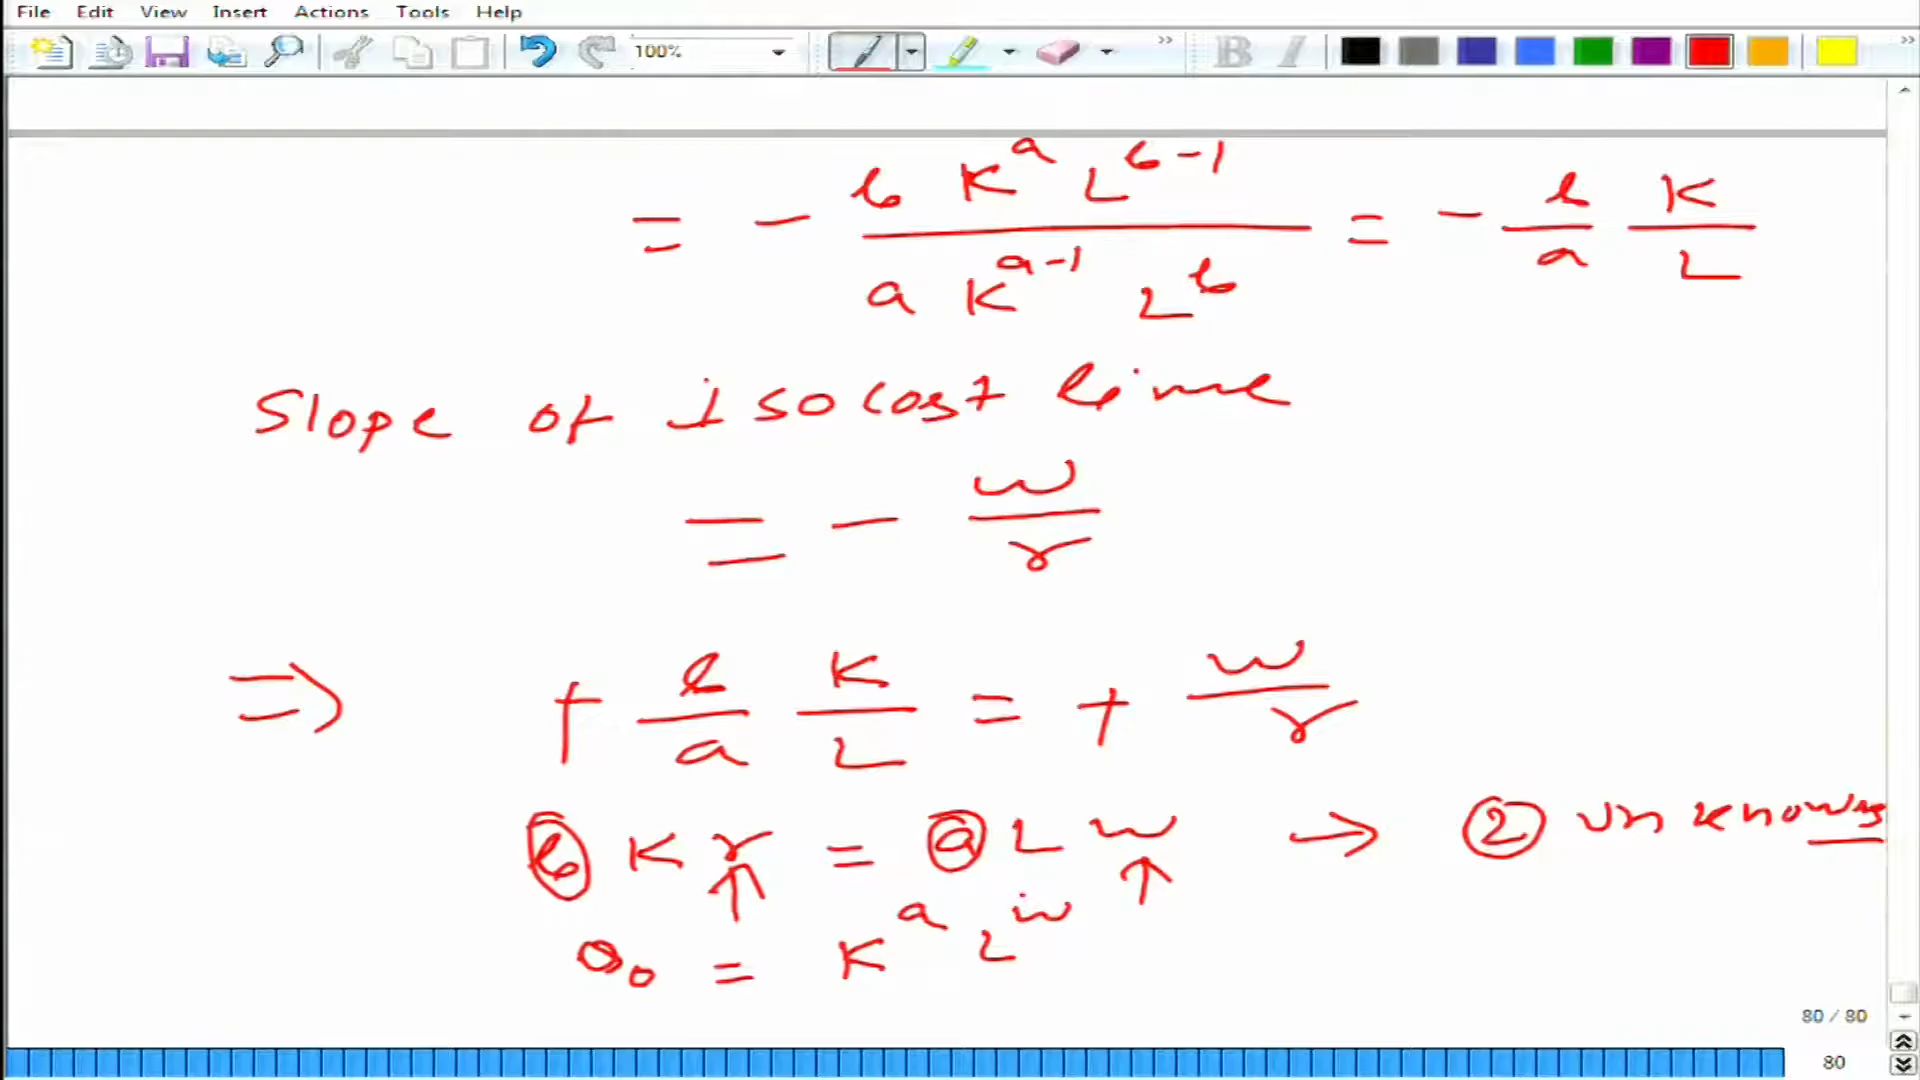 File Edit View Insert Actions Tools Help
100%
= - b K^a L^(b-1) / a K^(a-1) L^b = - b/a K/L
Slope of isocost line
= - w/r
⇒ + b/a K/L = + w/r
b K r = a L w → 2 unknowns
↑ ↑
Q₀ = K^a L^w
80 / 80
80